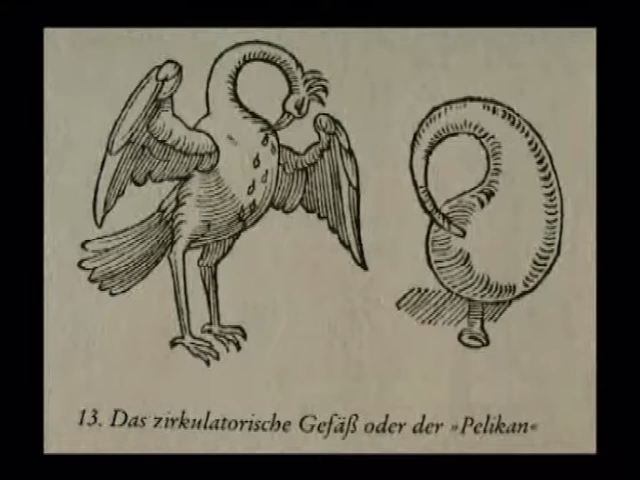 13. Das zirkulatorische Gefäß oder der »Pelikan«